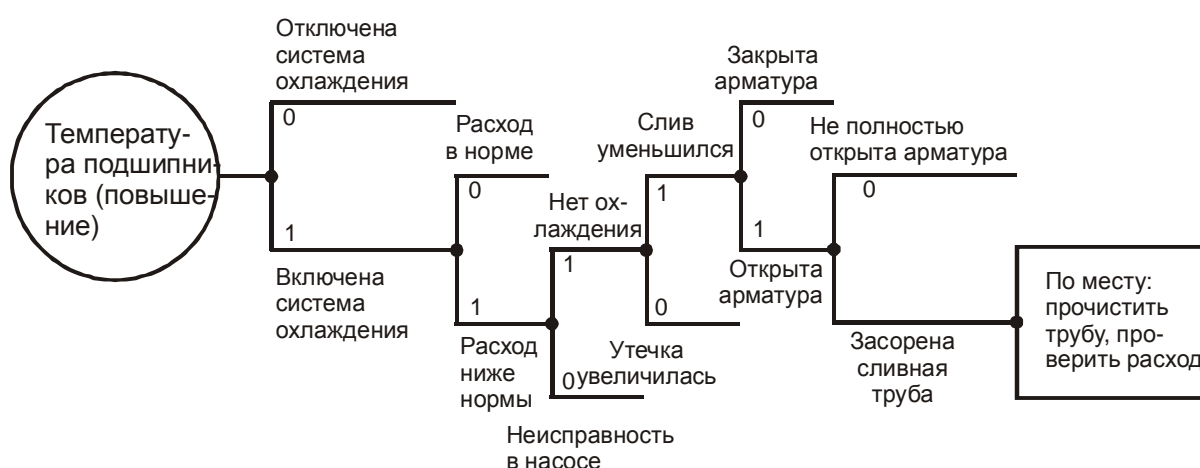 Отключена
система
охлаждения
0
Температу-
ра подшипни-
ков (повыше-
ние)
1
Включена
система
охлаждения
Расход
в норме
0
1
Расход
ниже
нормы
Нет ох-
лаждения
1
0
Неисправность
в насосе
Слив
уменьшился
1
0
Утечка
увеличилась
Закрыта
арматура
0
1
Открыта
арматура
Не полностью
открыта арматура
0
Засорена
сливная
труба
По месту:
прочистить
трубу, про-
верить расход